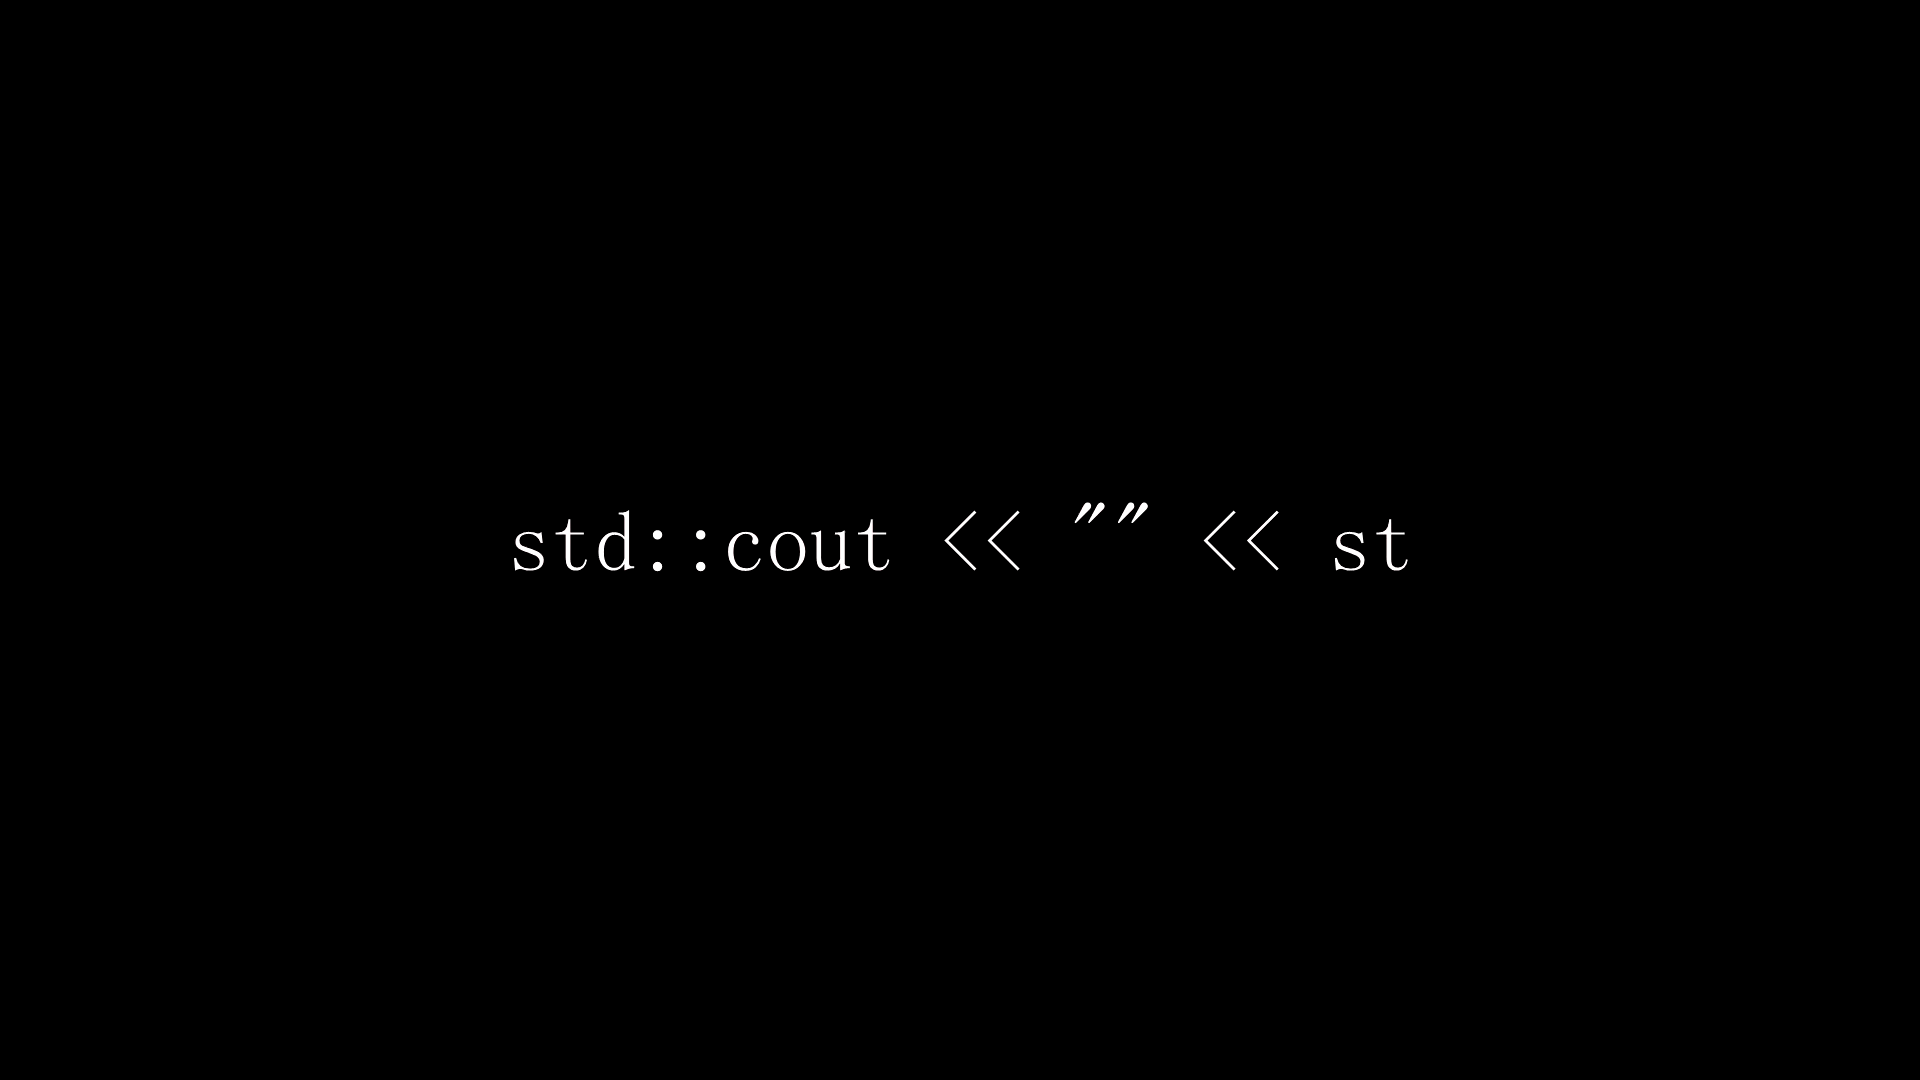 std::cout << "" << st